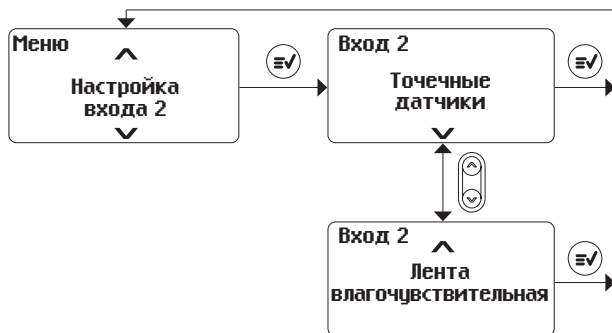 Меню
Настройка
входа 2
Вход 2
Точечные
датчики
Вход 2
Лента
влагочувствительная